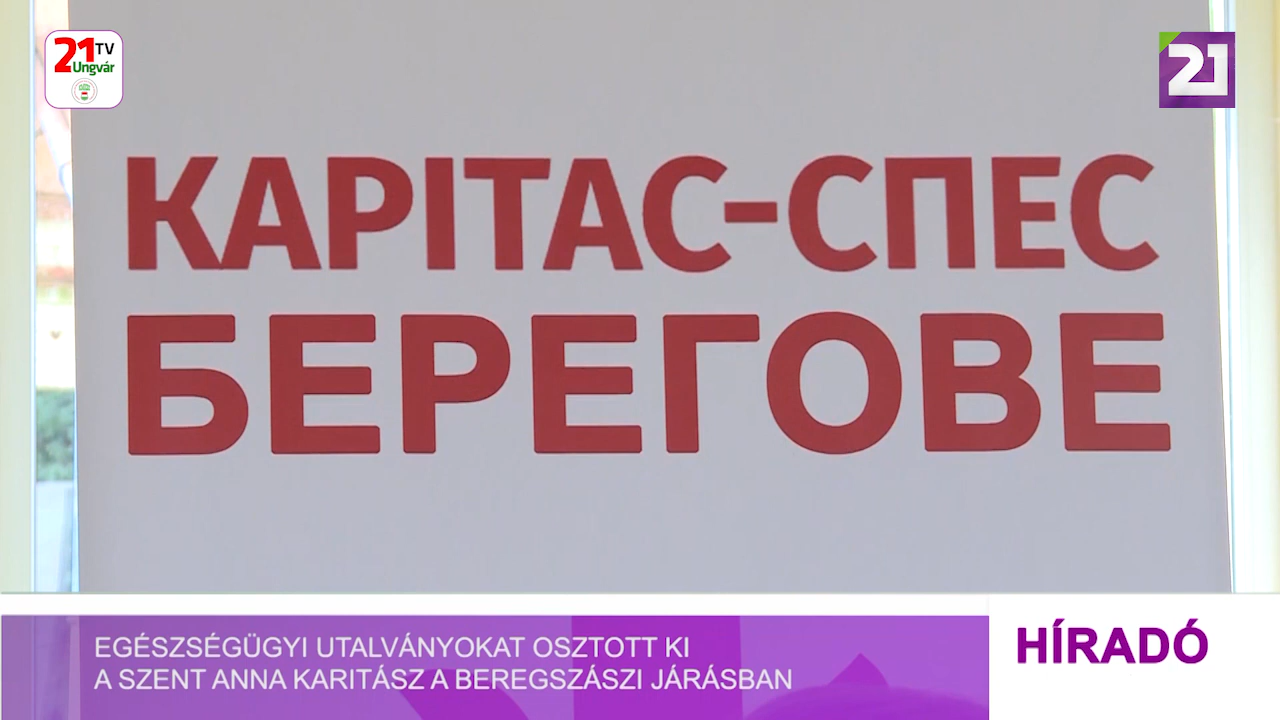 21 TV
Ungvár
21
КАРІТАС-СПЕС
БЕРЕГОВЕ
EGÉSZSÉGÜGYI UTALVÁNYOKAT OSZTOTT KI
A SZENT ANNA KARITÁSZ A BEREGSZÁSZI JÁRÁSBAN
HÍRADÓ